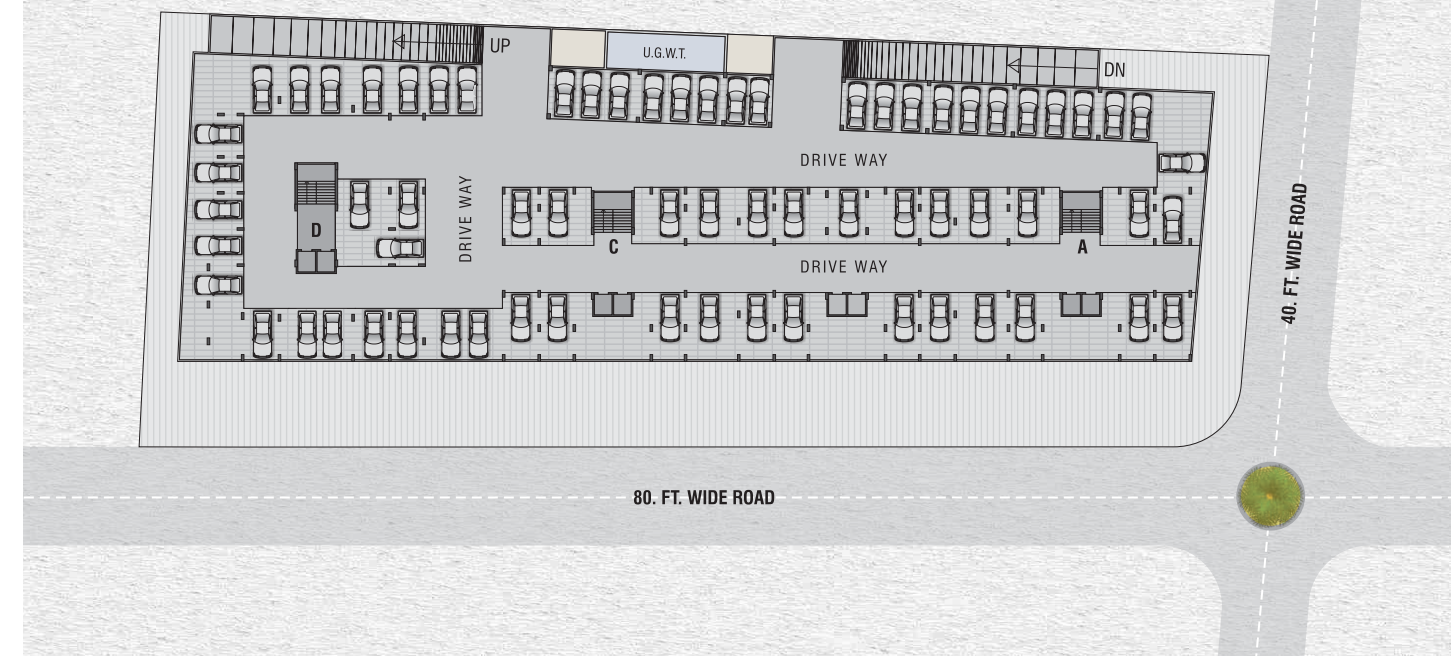 UP
U.G.W.T.
DN
DRIVE WAY
DRIVE WAY
D
C
A
DRIVE WAY
40. FT. WIDE ROAD
80. FT. WIDE ROAD